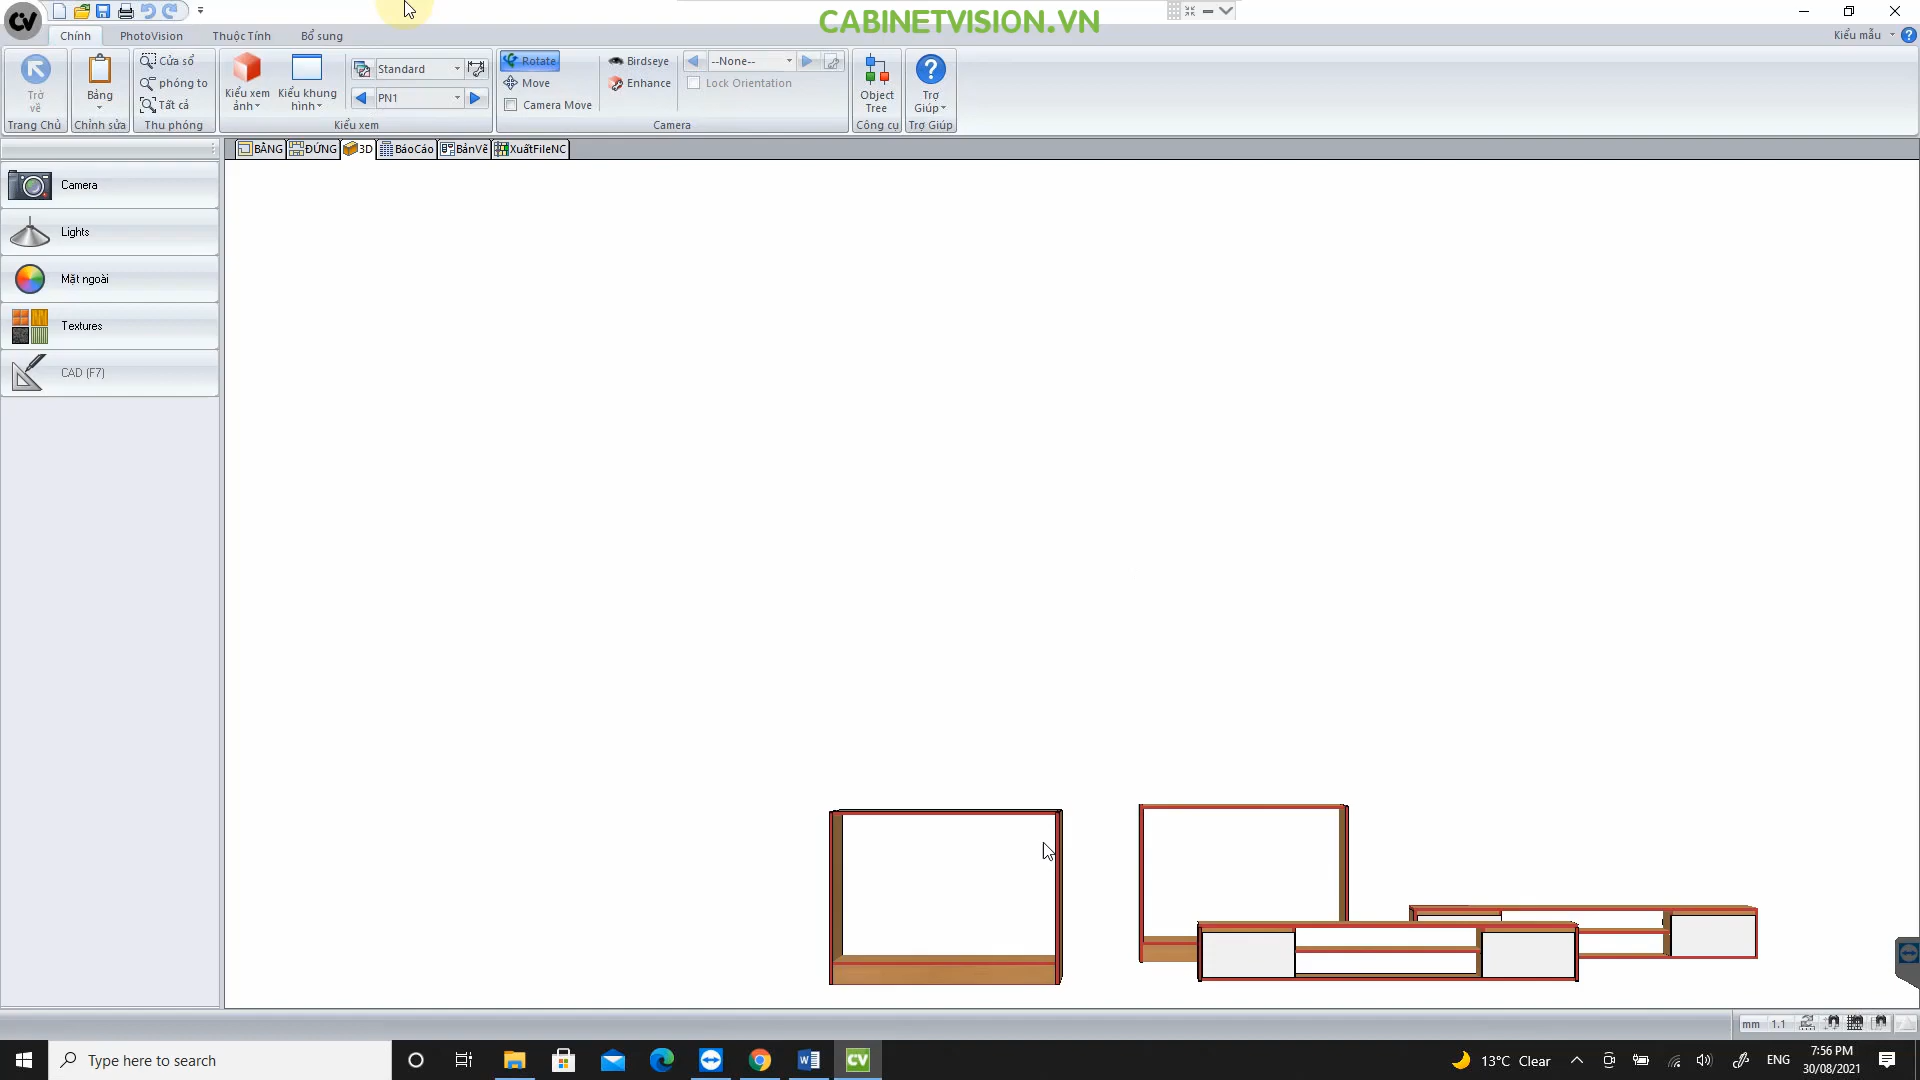 CABINETVISION.VN
CV
Chính PhotoVision Thuộc Tính Bổ sung Kiểu mẫu
Trở về
Trang Chủ
Bảng
Chỉnh sửa
Cửa sổ
phóng to
Tất cả
Thu phóng
Kiểu xem ảnh
Kiểu khung hình
Standard
PN1
Kiểu xem
Rotate
Move
Camera Move
Birdseye
Enhance
--None--
Lock Orientation
Camera
Object Tree
Công cụ
Trợ Giúp
Trợ Giúp
BẰNG ĐỨNG 3D BáoCáo BảnVẽ XuấtFileNC
Camera
Lights
Mặt ngoài
Textures
CAD (F7)
mm 1.1
Type here to search
CV
13°C Clear
ENG
7:56 PM
30/08/2021